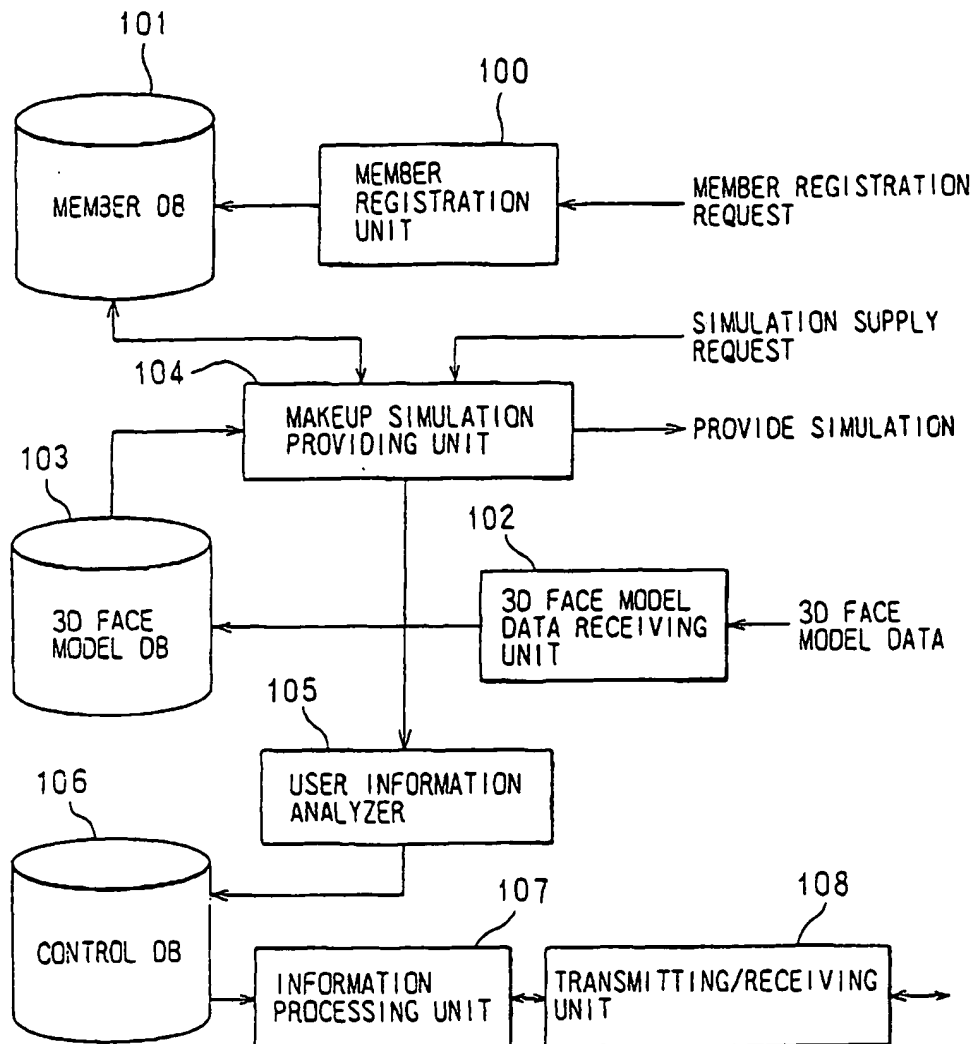 101
100
MEMBER DB
MEMBER
REGISTRATION
UNIT
MEMBER REGISTRATION
REQUEST
SIMULATION SUPPLY
REQUEST
104
MAKEUP SIMULATION
PROVIDING UNIT
PROVIDE SIMULATION
103
102
3D FACE
MODEL DB
3D FACE MODEL
DATA RECEIVING
UNIT
3D FACE
MODEL DATA
105
USER INFORMATION
ANALYZER
106
107
108
CONTROL DB
INFORMATION
PROCESSING UNIT
TRANSMITTING/RECEIVING
UNIT